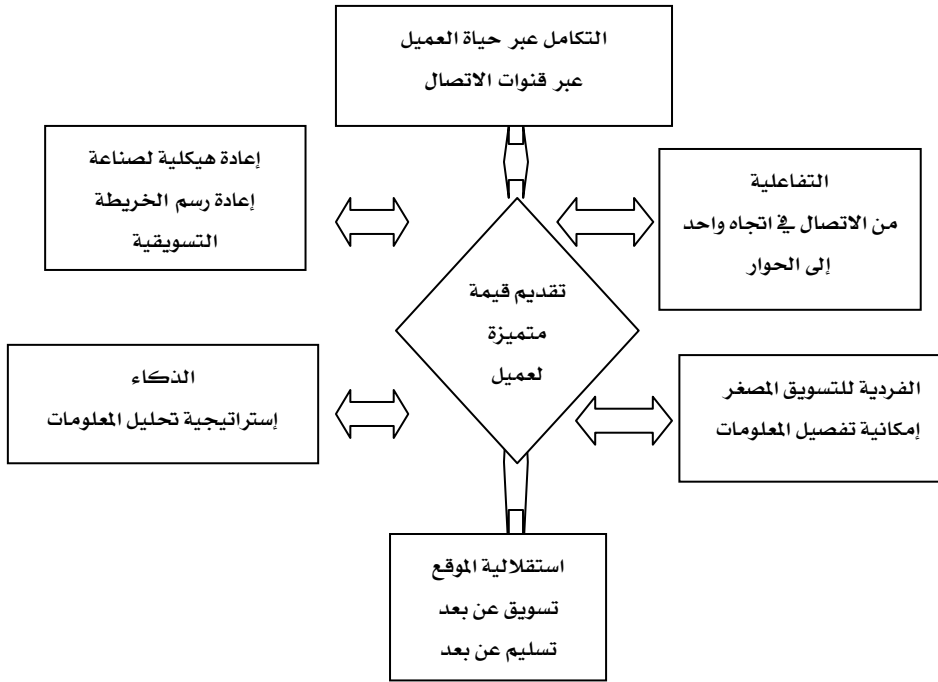 التكامل عبر حياة العميل
عبر قنوات الاتصال
التفاعلية
من الاتصال في اتجاه واحد
إلى الحوار
إعادة هيكلية لصناعة
إعادة رسم الخريطة
التسويقية
تقديم قيمة
متميزة
لعميل
الفردية للتسويق المصغر
إمكانية تفصيل المعلومات
الذكاء
إستراتيجية تحليل المعلومات
استقلالية الموقع
تسويق عن بعد
تسليم عن بعد